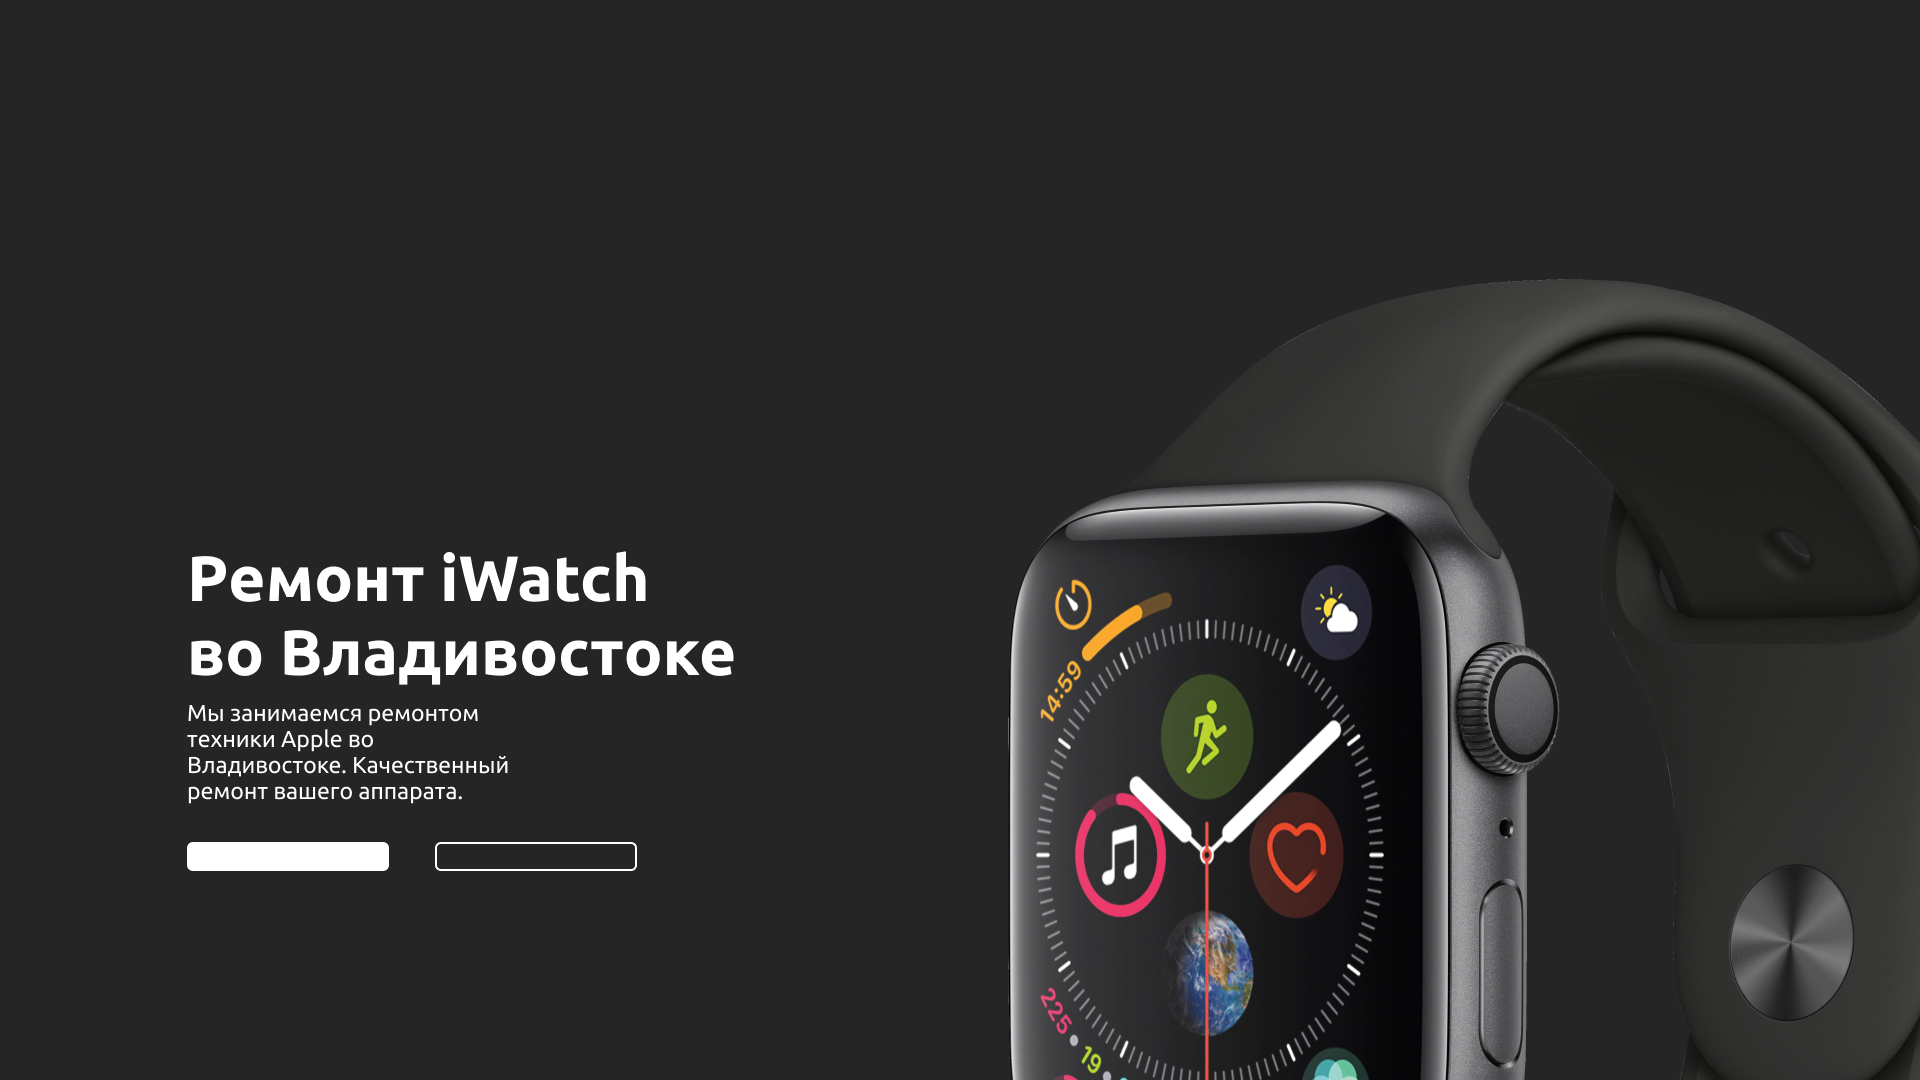 Ремонт iWatch
во Владивостоке
Мы занимаемся ремонтом
техники Apple во
Владивостоке. Качественный
ремонт вашего аппарата.
14:59
225
19